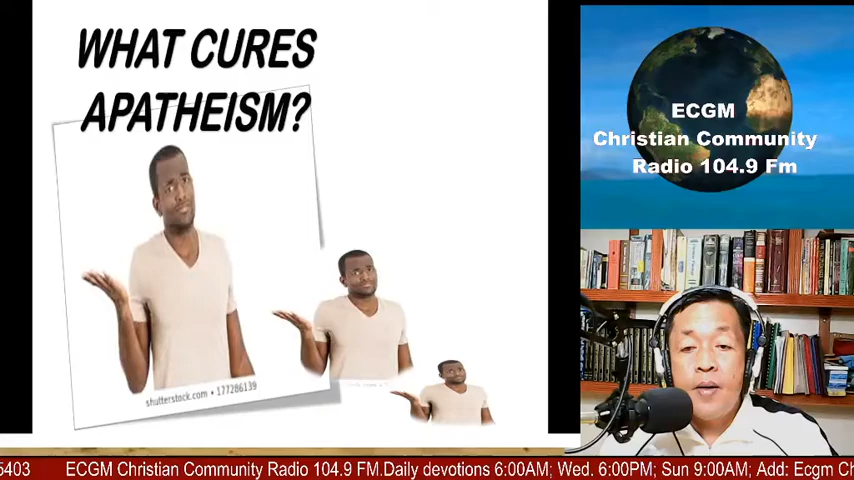 WHAT CURES
APATHEISM?
shutterstock.com • 177286139
ECGM
Christian Community
Radio 104.9 Fm
5403 ECGM Christian Community Radio 104.9 FM.Daily devotions 6:00AM; Wed. 6:00PM; Sun 9:00AM; Add: Ecgm Ch